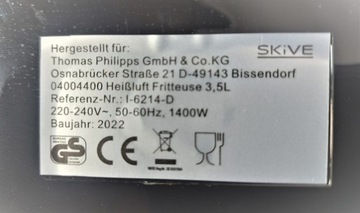 Hergestellt für:
SKiVE
Thomas Philipps GmbH & Co.KG
Osnabrücker Straße 21 D-49143 Bissendorf
04004400 Heißluft Fritteuse 3,5L
Referenz-Nr.: I-6214-D
220-240V~, 50-60Hz, 1400W
Baujahr: 2022
GS